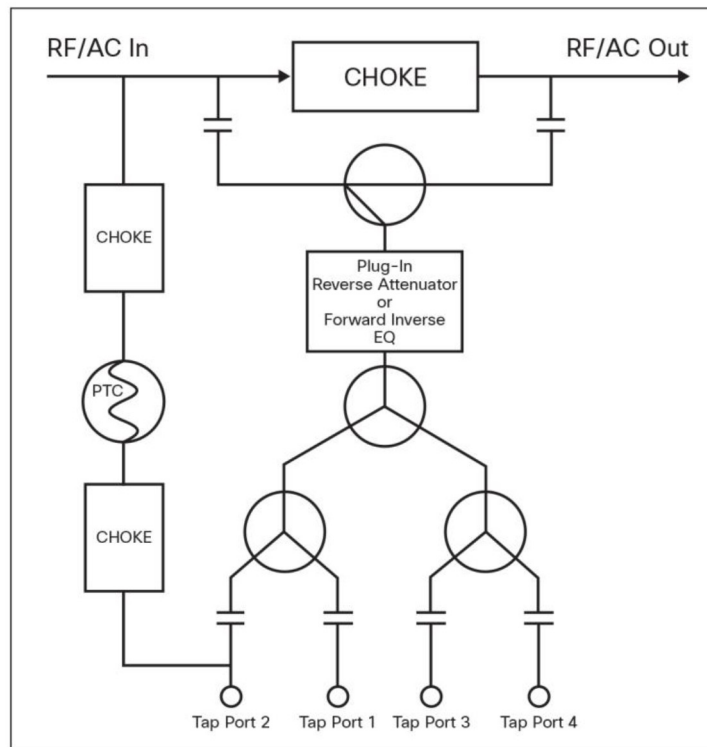 RF/AC In
RF/AC Out
CHOKE
CHOKE
Plug-In
Reverse Attenuator
or
Forward Inverse
EQ
PTC
CHOKE
Tap Port 2
Tap Port 1
Tap Port 3
Tap Port 4